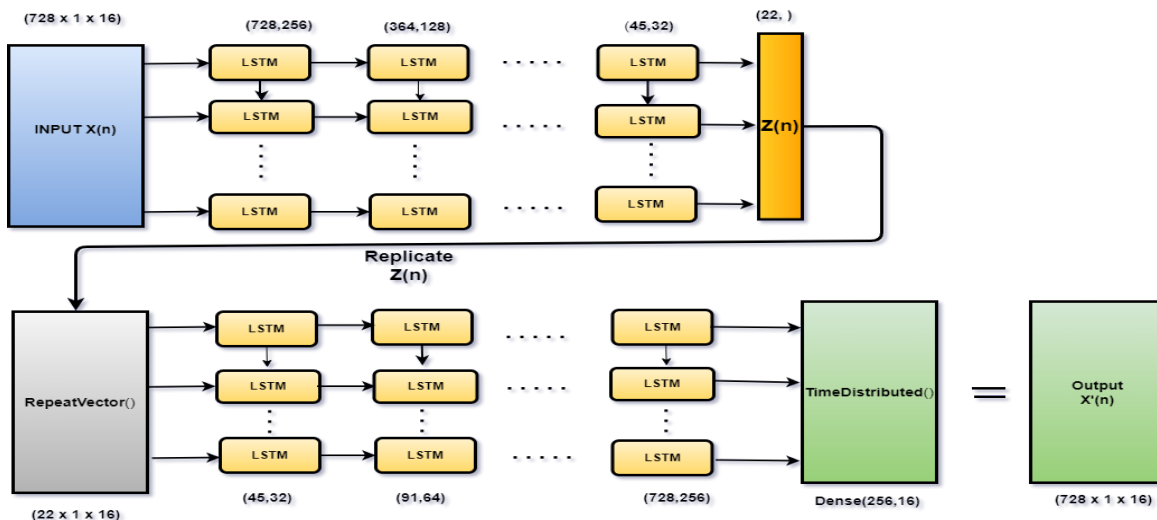 (728 x 1 x 16)
(728,256)
(364,128)
(45,32)
(22, )
LSTM
LSTM
LSTM
INPUT X(n)
LSTM
LSTM
LSTM
Z(n)
LSTM
LSTM
LSTM
Replicate
Z(n)
LSTM
LSTM
LSTM
RepeatVector()
LSTM
LSTM
LSTM
TimeDistributed()
Output
X'(n)
LSTM
LSTM
LSTM
(22 x 1 x 16)
(45,32)
(91,64)
(728,256)
Dense(256,16)
(728 x 1 x 16)